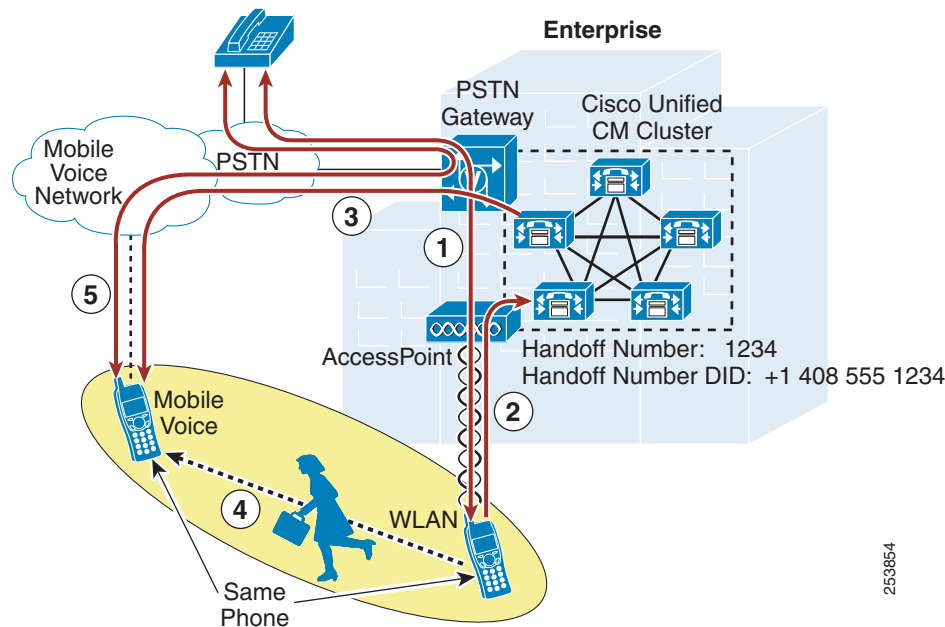 Enterprise
PSTN
Gateway
Cisco Unified
CM Cluster
Mobile
Voice
Network
PSTN
V
3
1
5
AccessPoint
Handoff Number: 1234
Handoff Number DID: +1 408 555 1234
2
Mobile
Voice
4
WLAN
Same
Phone
253854